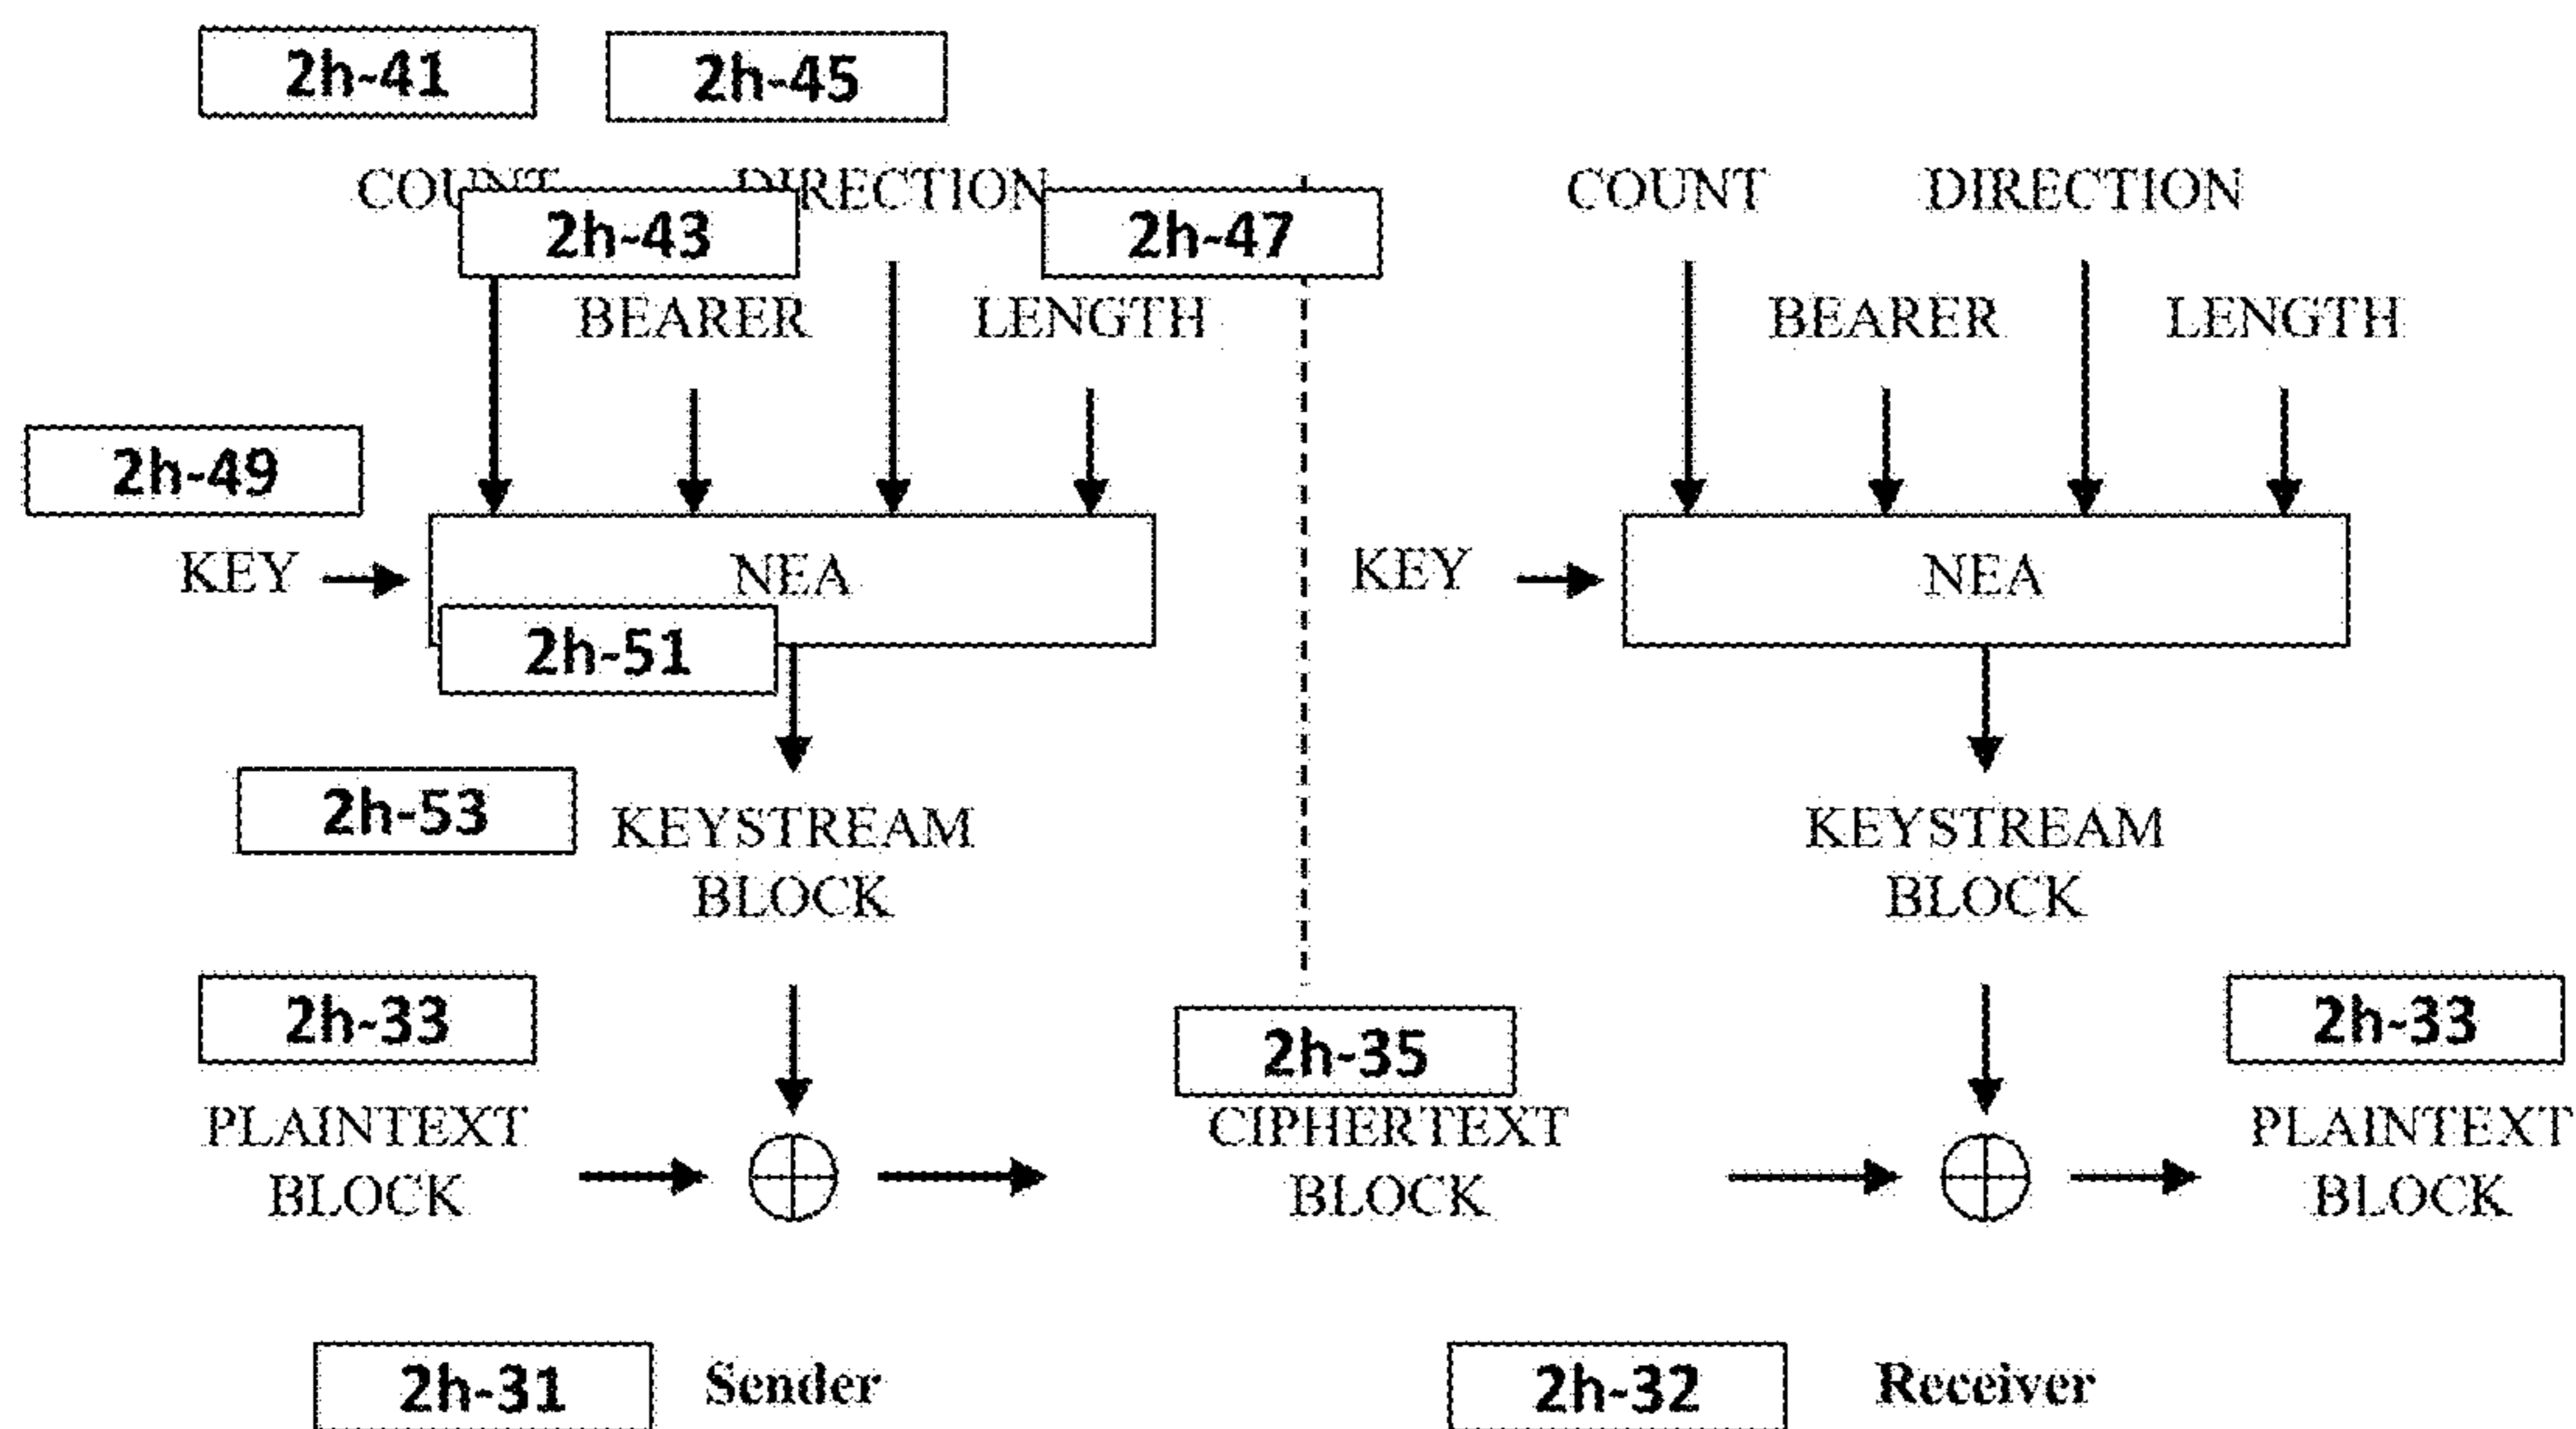 2h-41
2h-45
COUNT
DIRECTION
COUNT
DIRECTION
2h-43
2h-47
BEARER
LENGTH
BEARER
LENGTH
2h-49
KEY
NEA
KEY
NEA
2h-51
2h-53
KEYSTREAM
BLOCK
KEYSTREAM
BLOCK
2h-33
2h-35
2h-33
PLAINTEXT
BLOCK
CIPHERTEXT
BLOCK
PLAINTEXT
BLOCK
2h-31
Sender
2h-32
Receiver